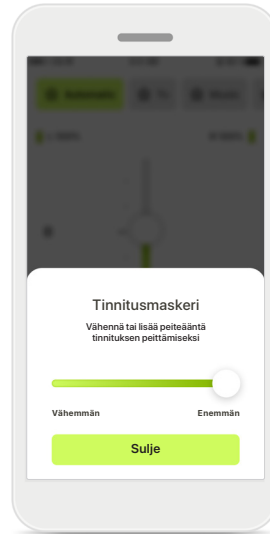 Tinnitusmaskeri
Vähennä tai lisää peiteääntä
tinnituksen peittämiseksi
Vähemmän Enemmän
Sulje